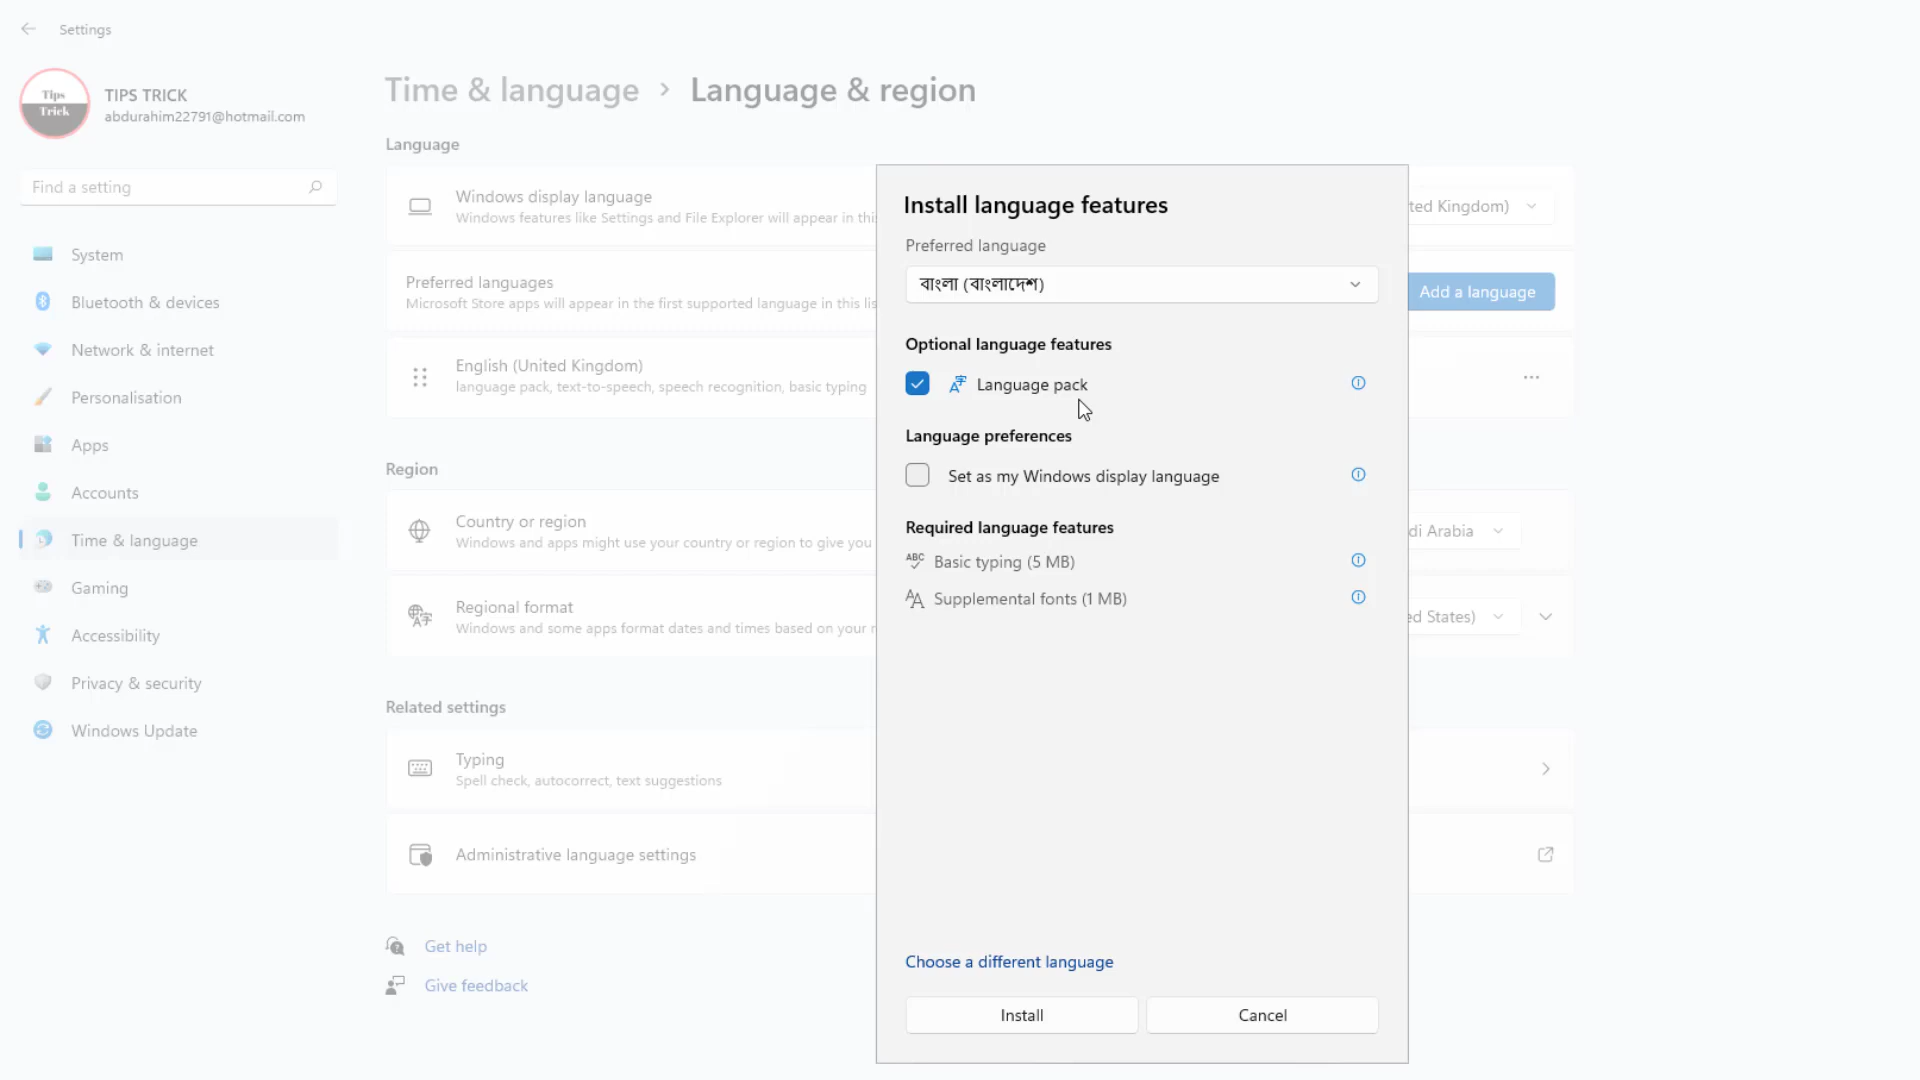 Settings
Tips
Trick
TIPS TRICK
abdurahim22791@hotmail.com
Find a setting
System
Bluetooth & devices
Network & internet
Personalisation
Apps
Accounts
Time & language
Gaming
Accessibility
Privacy & security
Windows Update
Time & language > Language & region
Language
Windows display language
Windows features like Settings and File Explorer will appear in
Kingdom)
Preferred languages
Microsoft Store apps will appear in the first supported language in this
Add a language
English (United Kingdom)
language pack, text-to-speech, speech recognition, basic typing
Region
Country or region
Windows and apps might use your country or region to give you
Arabia
Regional format
Windows and some apps format dates and times based on your
States)
Related settings
Typing
Spell check, autocorrect, text suggestions
Administrative language settings
Get help
Give feedback
Install language features
Preferred language
বাংলা (বাংলাদেশ)
Optional language features
Language pack
Language preferences
Set as my Windows display language
Required language features
ABC Basic typing (5 MB)
Supplemental fonts (1 MB)
Choose a different language
Install
Cancel